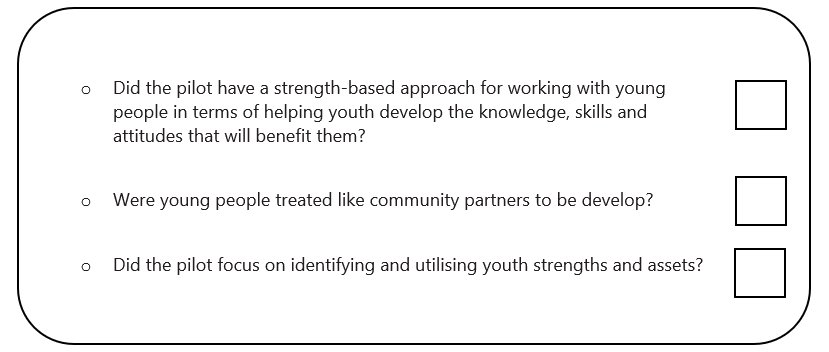 o Did the pilot have a strength-based approach for working with young
people in terms of helping youth develop the knowledge, skills and
attitudes that will benefit them?
o Were young people treated like community partners to be develop?
o Did the pilot focus on identifying and utilising youth strengths and assets?